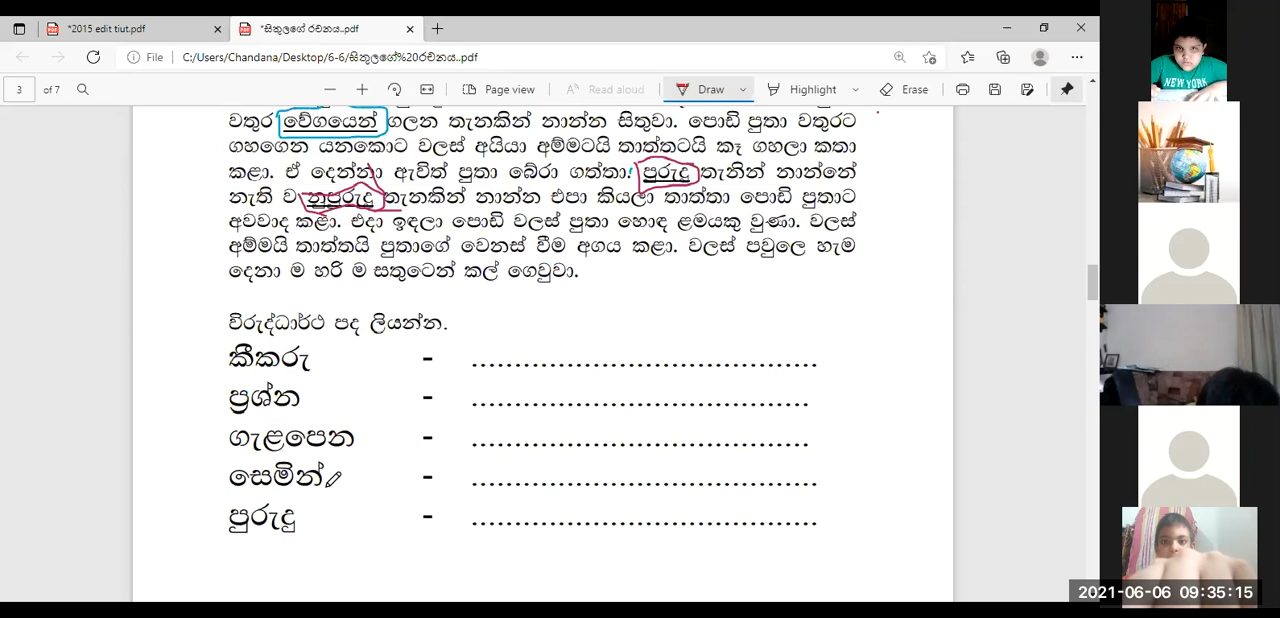 *2015 edit tiut.pdf
*සිතුලගේ රචනය..pdf
File
C:/Users/Chandana/Desktop/6-6/සිතුලගේ%20රචනය..pdf
3 of 7
Page view
Read aloud
Draw
Highlight
Erase
වතුර වේගයෙන් ගලන තැනකින් නාන්න සිතුවා. පොඩි පුතා වතුරට
ගහගෙන යනකොට වලස් අයියා අම්මටයි තාත්තටයි කෑ ගහලා කතා
කළා. ඒ දෙන්නා ඇවිත් පුතා බේරා ගත්තා. පුරුදු තැනින් නාන්නේ
නැති ව නුපුරුදු තැනකින් නාන්න එපා කියලා තාත්තා පොඩි පුතාට
අවවාද කළා. එදා ඉඳලා පොඩි වලස් පුතා හොඳ ළමයකු වුණා. වලස්
අම්මයි තාත්තයි පුතාගේ වෙනස් වීම අගය කළා. වලස් පවුලෙ හැම
දෙනා ම හරි ම සතුටෙන් කල් ගෙවුවා.
විරුද්ධාර්ථ පද ලියන්න.
කීකරු - ........................................
ප්‍රශ්න - .......................................
ගැළපෙන - .......................................
සෙමින් - ........................................
පුරුදු - ........................................
NEW YORK
2021-06-06 09:35:15